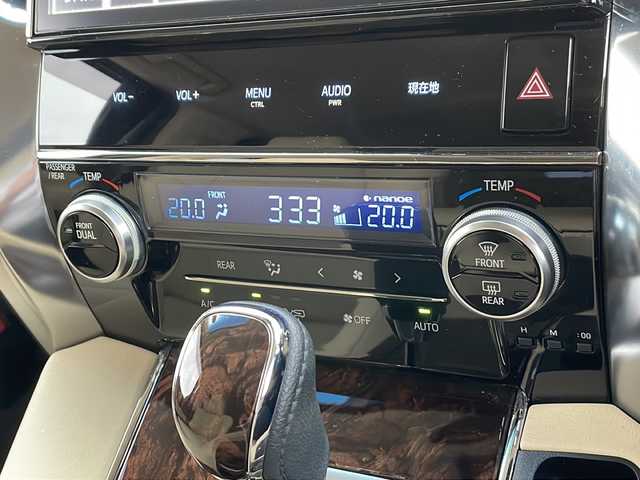 VOL− VOL+ MENU AUDIO 現在地
CTRL PWR
PASSENGER
/REAR
TEMP
FRONT
DUAL
FRONT
20.0 333 20.0
nanoe
TEMP
FRONT
REAR
REAR < >
A/C OFF AUTO
H M :00